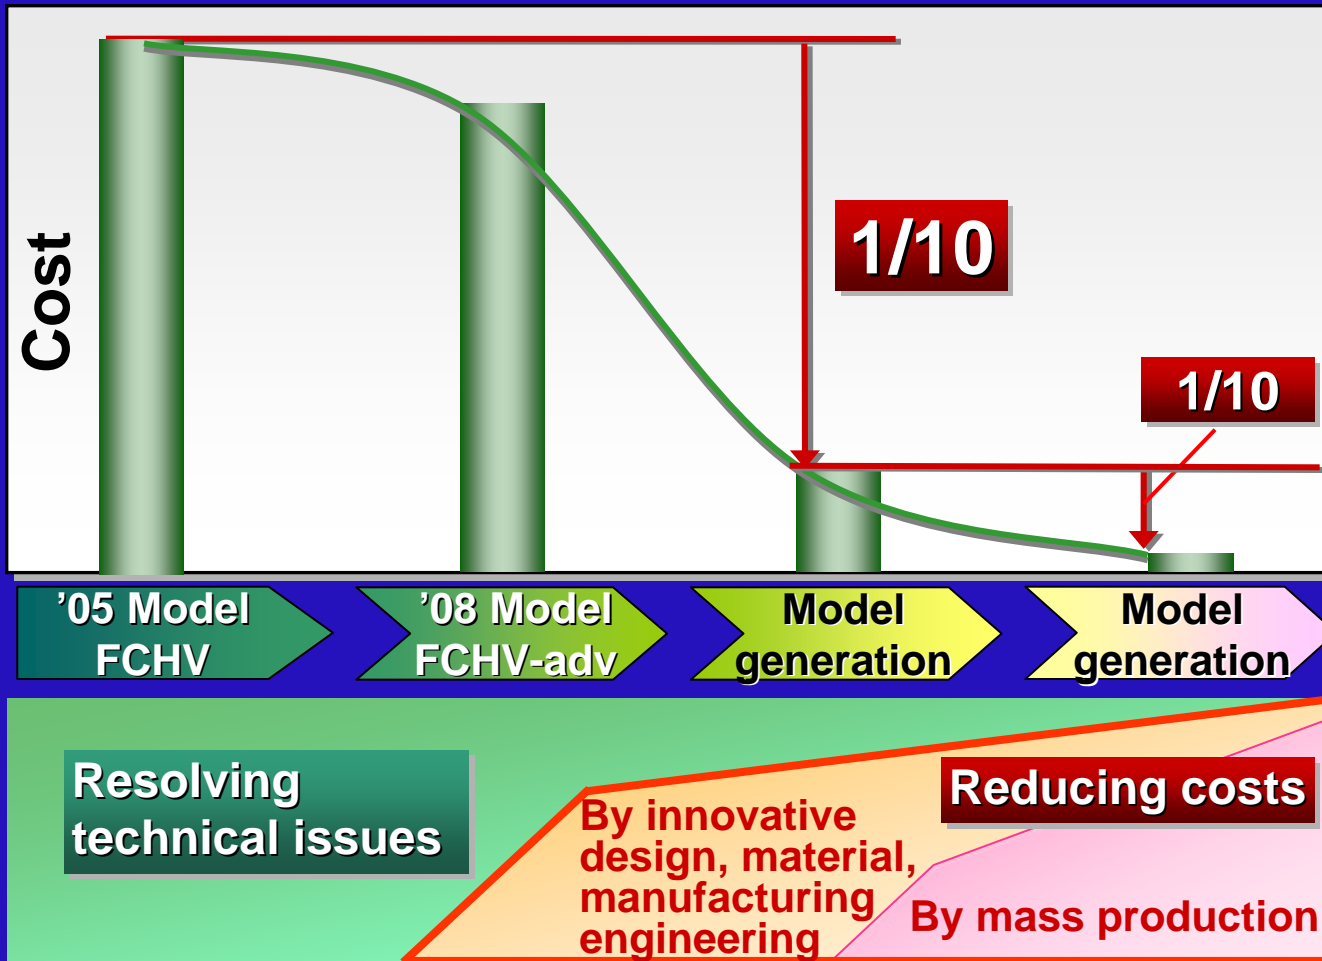 Cost
1/10
1/10
’05 Model
FCHV
’08 Model
FCHV-adv
Model
generation
Model
generation
Resolving
technical issues
By innovative
design, material,
manufacturing
engineering
Reducing costs
By mass production